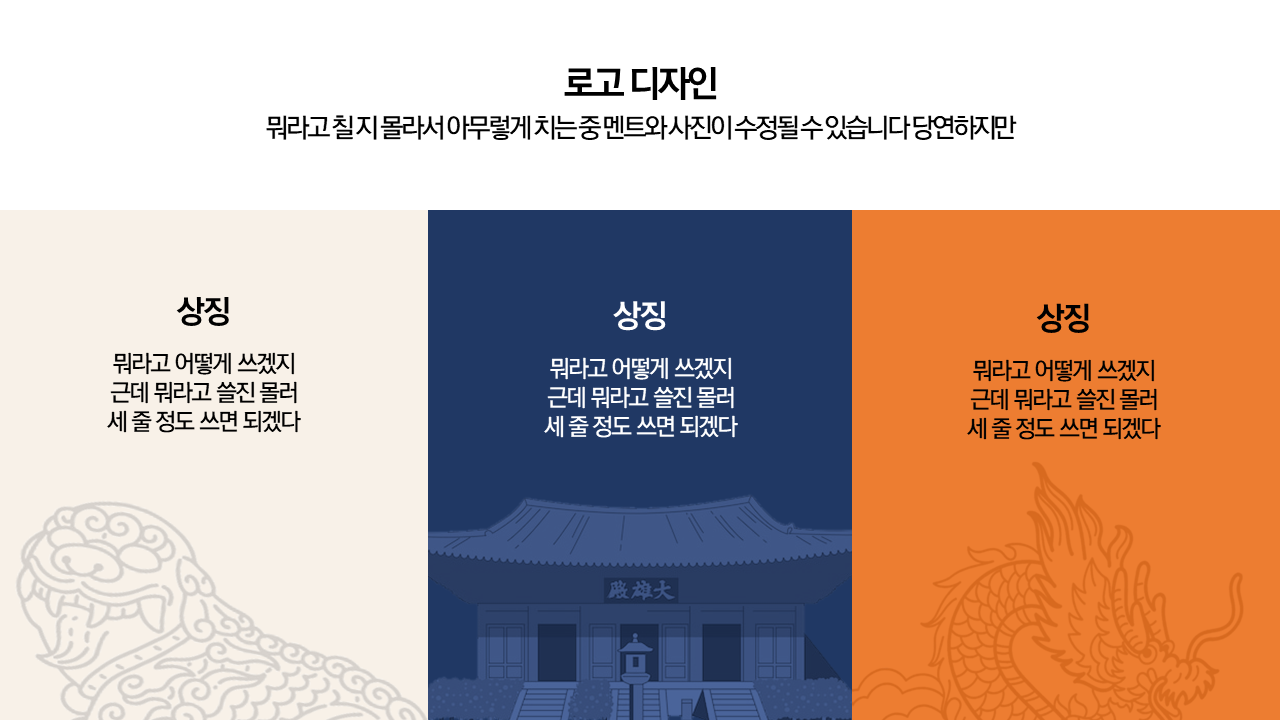 로고 디자인
뭐라고 칠 지 몰라서 아무렇게 치는 중 멘트와 사진이 수정될 수 있습니다 당연하지만
상징
뭐라고 어떻게 쓰겠지
근데 뭐라고 쓸진 몰러
세 줄 정도 쓰면 되겠다
상징
뭐라고 어떻게 쓰겠지
근데 뭐라고 쓸진 몰러
세 줄 정도 쓰면 되겠다
殿雄大
상징
뭐라고 어떻게 쓰겠지
근데 뭐라고 쓸진 몰러
세 줄 정도 쓰면 되겠다